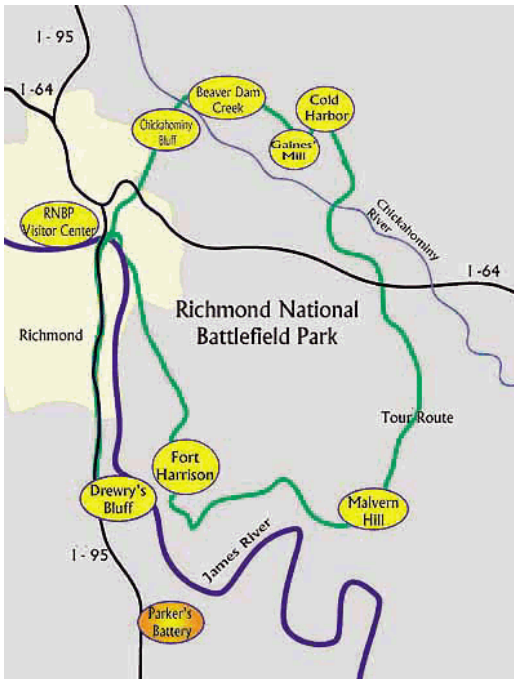 I - 95
I - 64
Beaver Dam
Creek
Cold
Harbor
Chickahominy
Bluff
Gaines'
Mill
RNBP
Visitor Center
Chickahominy
River
I - 64
Richmond National
Battlefield Park
Richmond
Tour Route
Fort
Harrison
Drewry's
Bluff
Malvern
Hill
I - 95
James River
Parker's
Battery